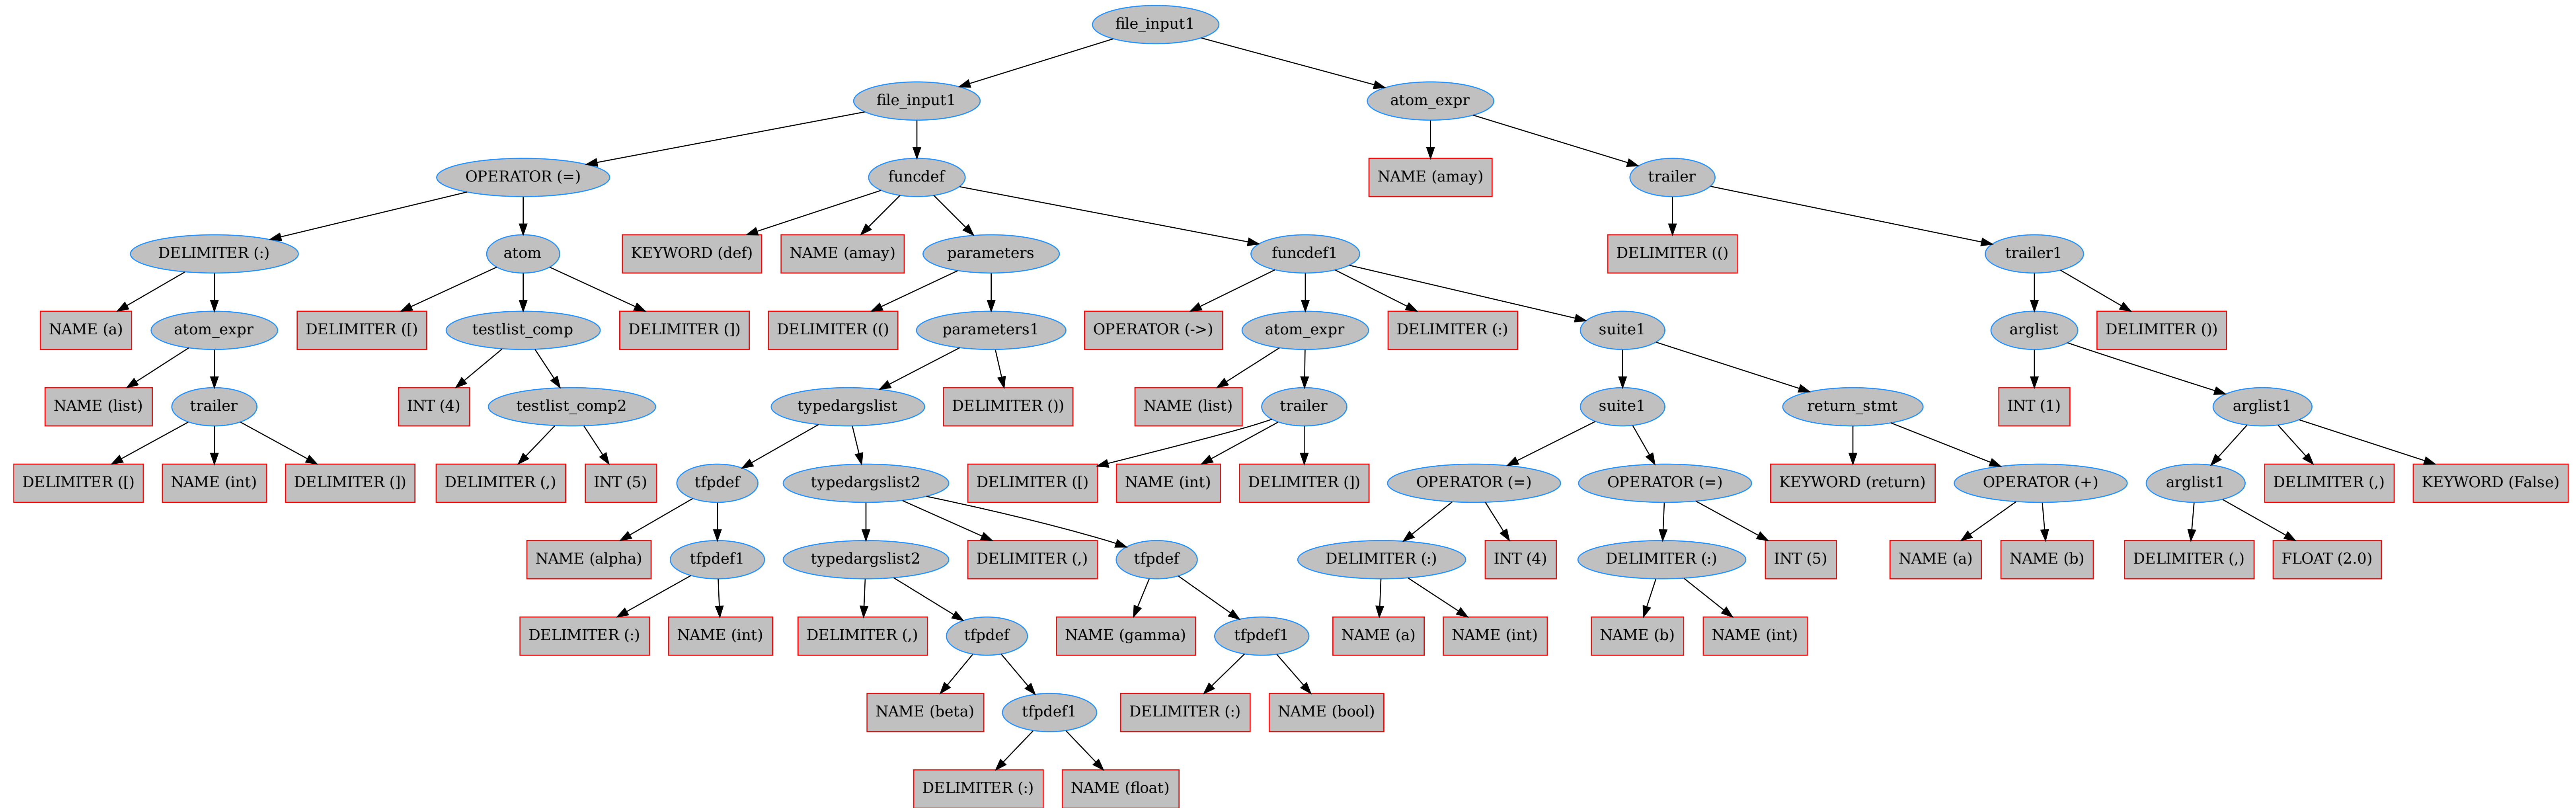 file_input1
file_input1 atom_expr
OPERATOR (=) funcdef NAME (amay) trailer
DELIMITER (:) atom KEYWORD (def) NAME (amay) parameters funcdef1 DELIMITER (() trailer1
NAME (a) atom_expr DELIMITER ([) testlist_comp DELIMITER (]) DELIMITER (() parameters1 OPERATOR (->) atom_expr DELIMITER (:) suite1 arglist DELIMITER ())
NAME (list) trailer INT (4) testlist_comp2 typedargslist DELIMITER ()) NAME (list) trailer suite1 return_stmt INT (1) arglist1
DELIMITER ([) NAME (int) DELIMITER (]) DELIMITER (,) INT (5) tfpdef typedargslist2 DELIMITER ([) NAME (int) DELIMITER (]) OPERATOR (=) OPERATOR (=) KEYWORD (return) OPERATOR (+) arglist1 DELIMITER (,) KEYWORD (False)
NAME (alpha) tfpdef1 typedargslist2 DELIMITER (,) tfpdef DELIMITER (:) INT (4) DELIMITER (:) INT (5) NAME (a) NAME (b) DELIMITER (,) FLOAT (2.0)
DELIMITER (:) NAME (int) DELIMITER (,) tfpdef NAME (gamma) tfpdef1 NAME (a) NAME (int) NAME (b) NAME (int)
NAME (beta) tfpdef1 DELIMITER (:) NAME (bool)
DELIMITER (:) NAME (float)